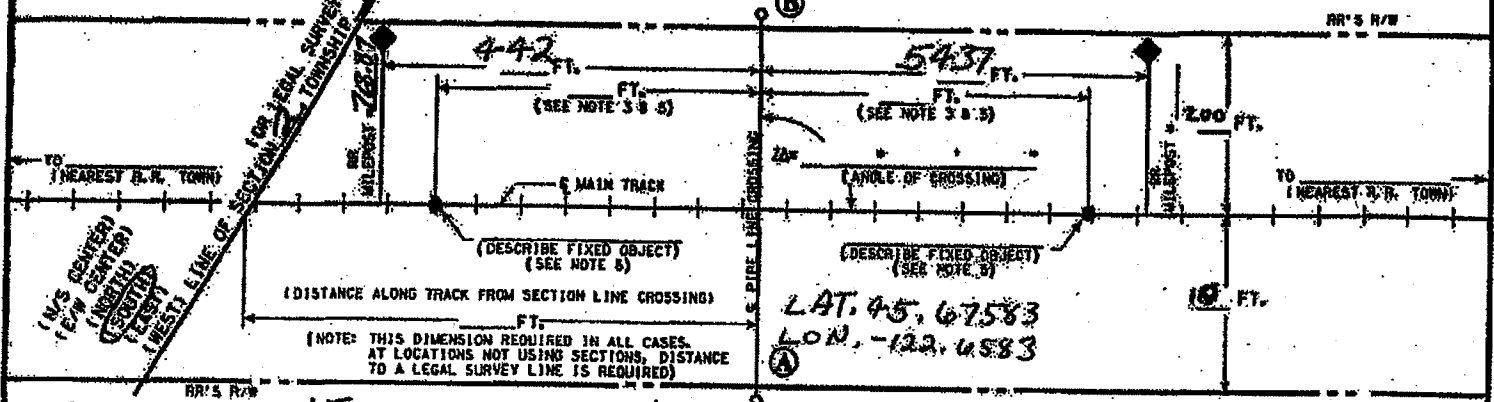 B
RR'S R/W
(OR LEGAL SURVEY
LINE OF SECTION 2 TOWNSHIP
RR. MILEPOST 78.87
442 FT.
5437 FT.
FT.
(SEE NOTE 3 & 5)
FT.
(SEE NOTE 3 & 5)
200 FT.
RR. MILEPOST
TO
(NEAREST R.R. TOWN)
(ANGLE OF CROSSING)
TO
(NEAREST R.R. TOWN)
℄ MAIN TRACK
℄ PIPE LINE CROSSING
(DESCRIBE FIXED OBJECT)
(SEE NOTE 5)
(DESCRIBE FIXED OBJECT)
(SEE NOTE 5)
(N/S CENTER)
(E/W CENTER)
(NORTH)
(SOUTH)
(EAST)
(WEST)
(DISTANCE ALONG TRACK FROM SECTION LINE CROSSING)
FT.
(NOTE: THIS DIMENSION REQUIRED IN ALL CASES.
AT LOCATIONS NOT USING SECTIONS, DISTANCE
TO A LEGAL SURVEY LINE IS REQUIRED)
LAT. 45.67583
LON. -122.6583
A
10 FT.
RR'S R/W